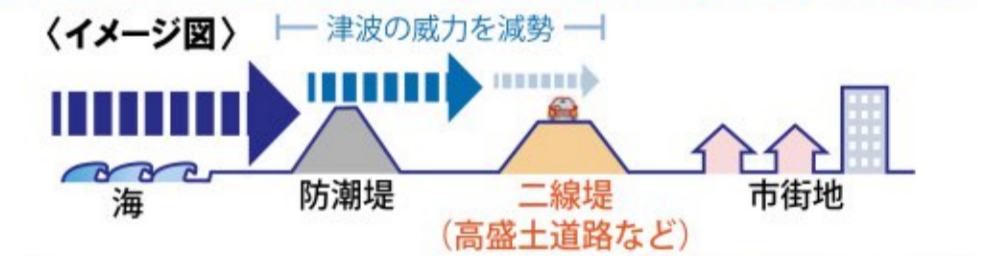 〈イメージ図〉
津波の威力を減勢
海
防潮堤
二線堤
(高盛土道路など)
市街地